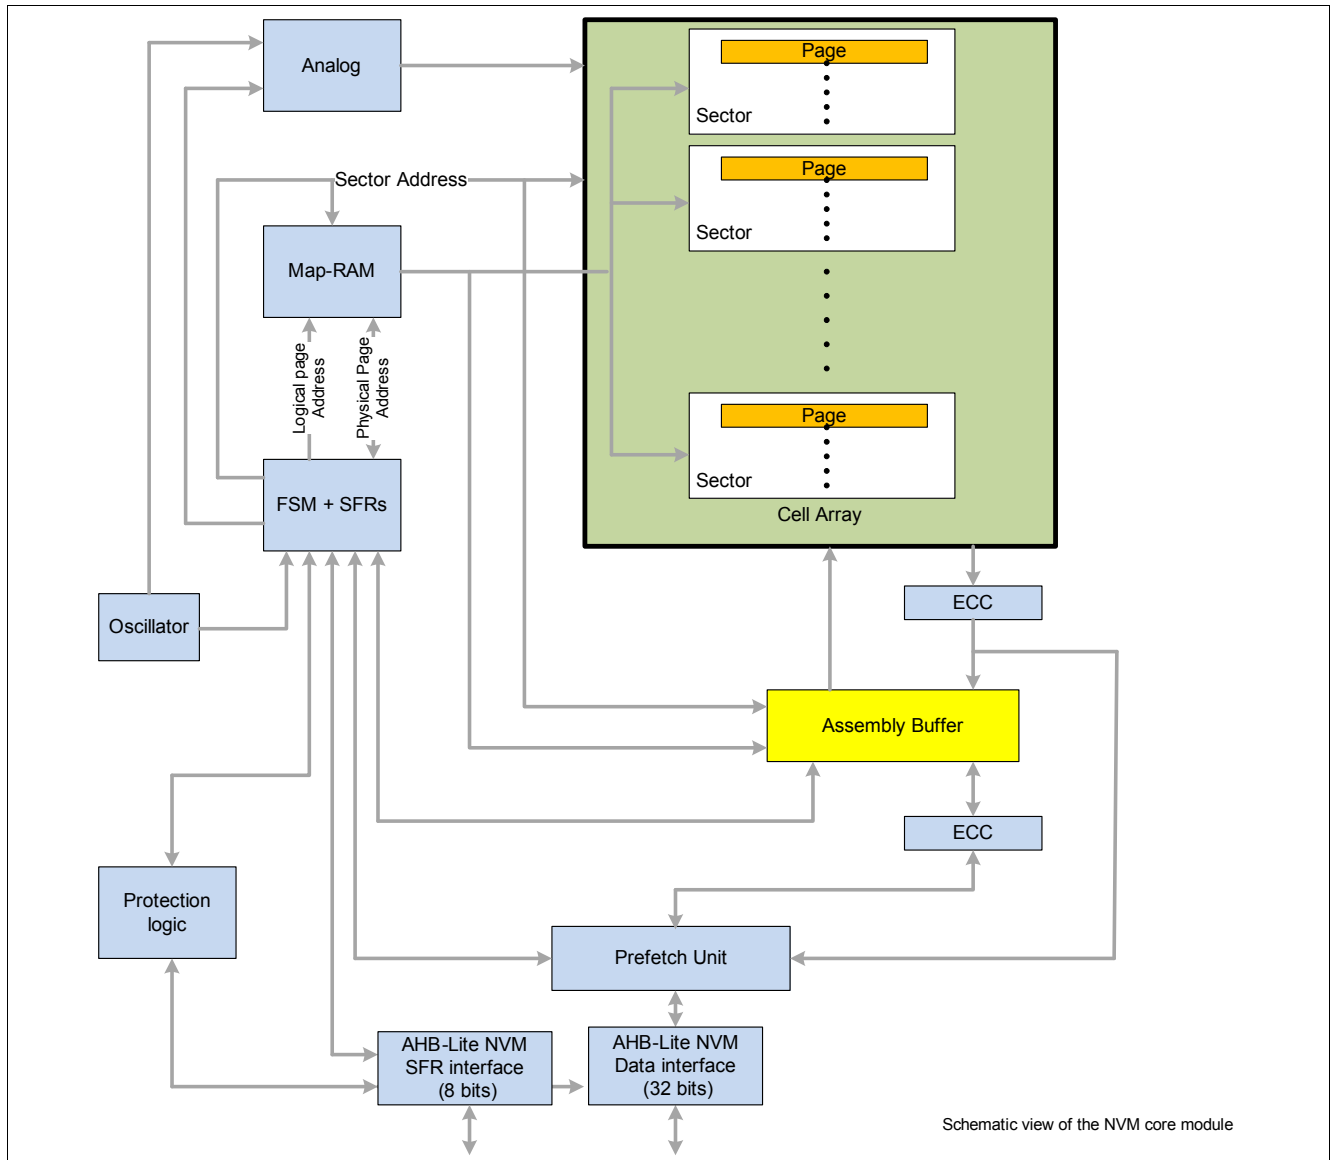 Analog
Page
Sector
Sector Address
Page
Sector
Map-RAM
Logical page
Address
Physical Page
Address
Page
Sector
FSM + SFRs
Cell Array
Oscillator
ECC
Assembly Buffer
ECC
Protection
logic
Prefetch Unit
AHB-Lite NVM
SFR interface
(8 bits)
AHB-Lite NVM
Data interface
(32 bits)
Schematic view of the NVM core module